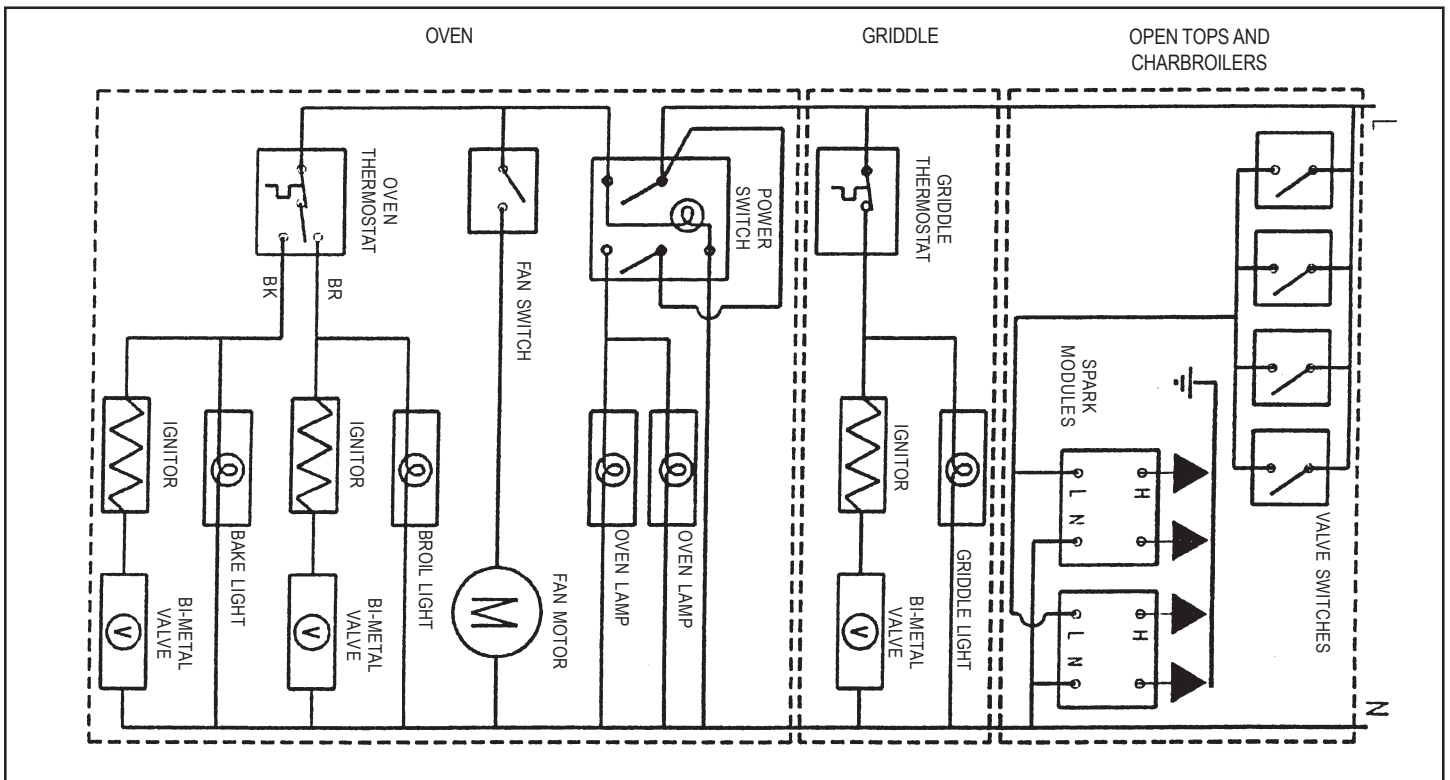 OVEN
GRIDDLE
OPEN TOPS AND
CHARBROILERS
L
OVEN
THERMOSTAT
BK
BR
FAN SWITCH
POWER
SWITCH
GRIDDLE
THERMOSTAT
SPARK
MODULES
VALVE SWITCHES
IGNITOR
BAKE LIGHT
BI-METAL
VALVE
V
IGNITOR
BROIL LIGHT
BI-METAL
VALVE
V
FAN MOTOR
M
OVEN LAMP
OVEN LAMP
IGNITOR
GRIDDLE LIGHT
BI-METAL
VALVE
V
H
L N
H
L N
N